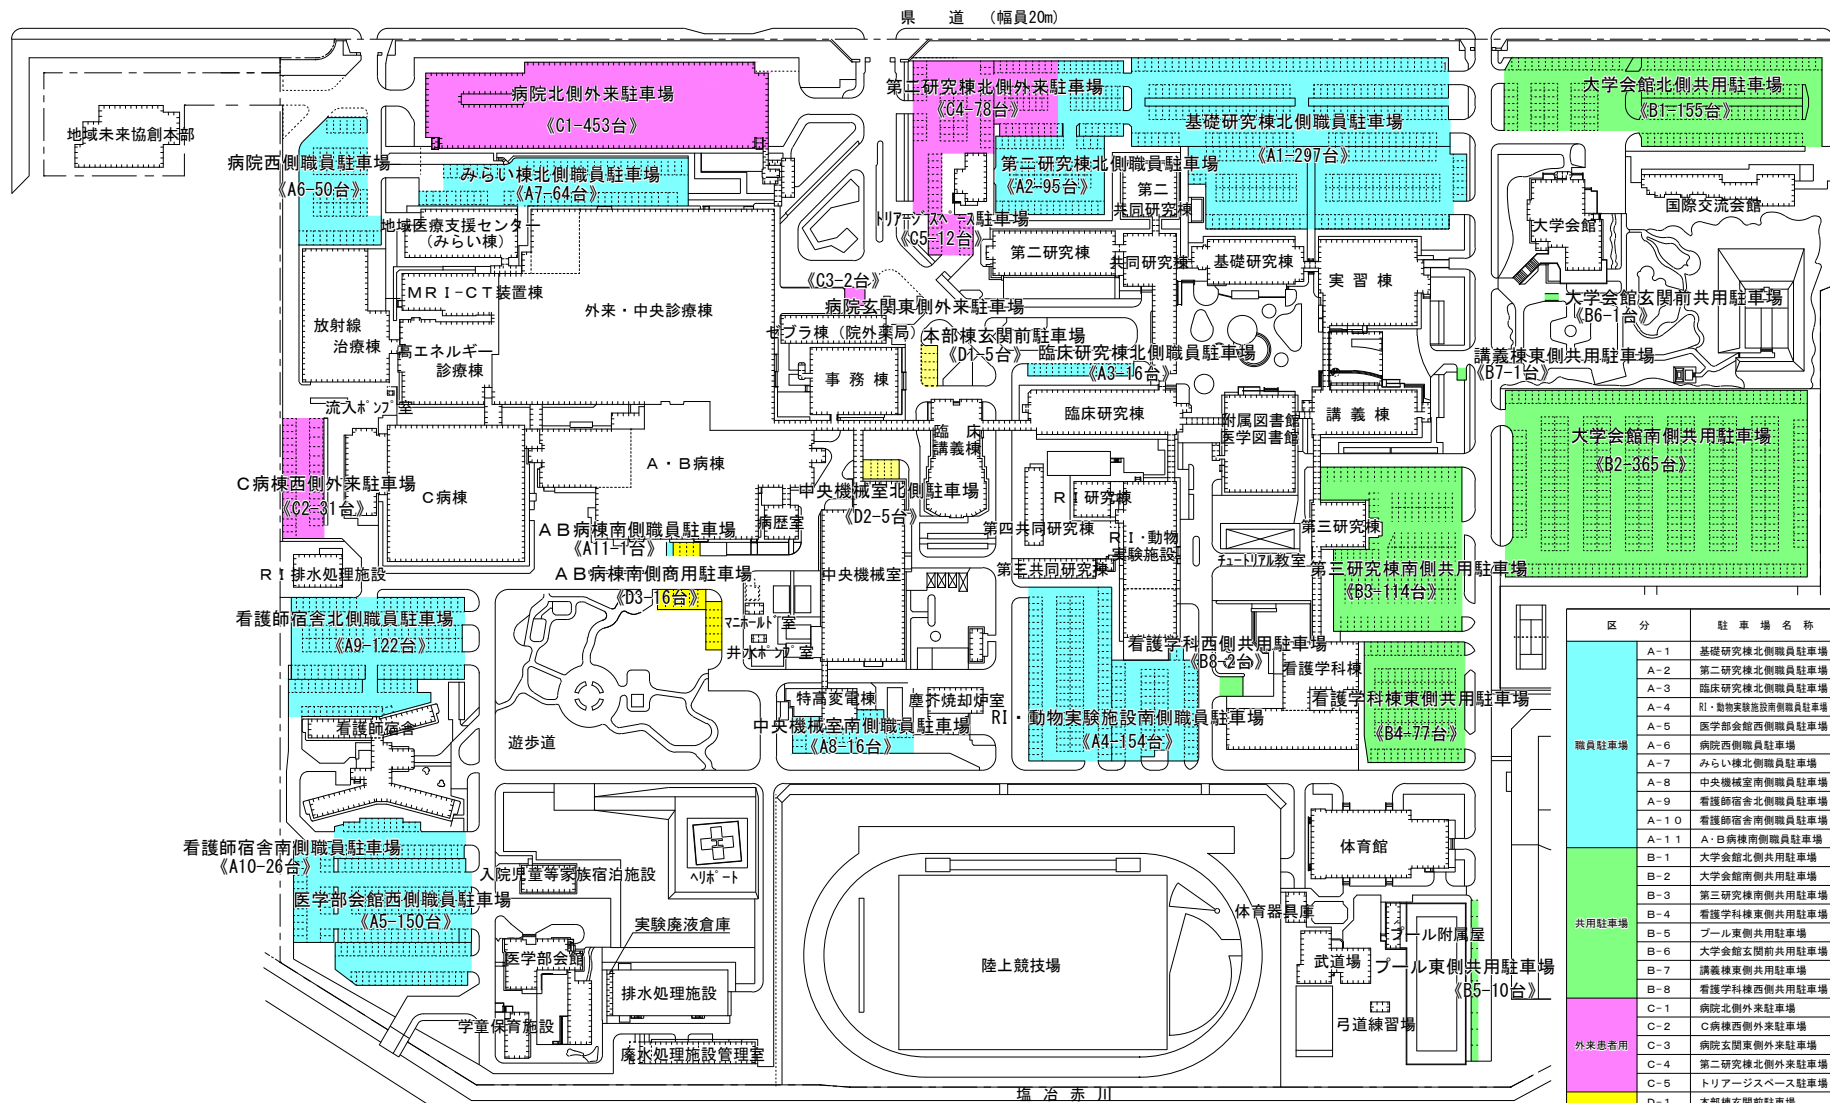 県　道　（幅員20m）
地域未来協創本部
病院北側外来駐車場
《C1-453台》
第二研究棟北側外来駐車場
《C4-78台》
基礎研究棟北側職員駐車場
《A1-297台》
大学会館北側共用駐車場
《B1-155台》
病院西側職員駐車場
《A6-50台》
みらい棟北側職員駐車場
《A7-64台》
第二研究棟北側職員駐車場
《A2-95台》
第二
共同研究棟
国際交流会館
大学会館
地域医療支援センター
（みらい棟）
トリアージスペース駐車場
《C5-12台》
第二研究棟
共同研究棟
基礎研究棟
実習棟
MRI-CT装置棟
外来・中央診療棟
《C3-2台》
病院玄関東側外来駐車場
大学会館玄関前共用駐車場
《B6-1台》
放射線
治療棟
高エネルギー
診療棟
ゼブラ棟（院外薬局）
本部棟玄関前駐車場
《D1-5台》
臨床研究棟北側職員駐車場
《A3-16台》
講義棟東側共用駐車場
《B7-1台》
事務棟
流入ポンプ室
臨床研究棟
附属図書館
医学図書館
講義棟
臨床
講義棟
大学会館南側共用駐車場
《B2-365台》
A・B病棟
C病棟西側外来駐車場
《C2-31台》
C病棟
中央機械室北側駐車場
《D2-5台》
RI研究棟
AB病棟南側職員駐車場
《A11-1台》
病歴室
第四共同研究棟
RI・動物
実験施設
第三研究棟
チュートリアル教室
RI排水処理施設
AB病棟南側商用駐車場
《D3-16台》
中央機械室
第三共同研究棟
第三研究棟南側共用駐車場
《B3-114台》
看護師宿舎北側職員駐車場
《A9-122台》
マニホールド室
井水ポンプ室
看護学科西側共用駐車場
《B8-2台》
看護学科棟
看護学科棟東側共用駐車場
《B4-77台》
特高変電棟
塵芥焼却炉室
中央機械室南側職員駐車場
《A8-16台》
RI・動物実験施設南側職員駐車場
《A4-154台》
看護師宿舎
遊歩道
看護師宿舎南側職員駐車場
《A10-26台》
体育館
入院児童等家族宿泊施設
ヘリポート
医学部会館西側職員駐車場
《A5-150台》
実験廃液倉庫
体育器具庫
プール附属屋
医学部会館
陸上競技場
武道場
プール東側共用駐車場
《B5-10台》
排水処理施設
学童保育施設
弓道練習場
廃水処理施設管理室
塩冶赤川
区　分　駐車場名称
職員駐車場
A-1　基礎研究棟北側職員駐車場
A-2　第二研究棟北側職員駐車場
A-3　臨床研究棟北側職員駐車場
A-4　RI・動物実験施設南側職員駐車場
A-5　医学部会館西側職員駐車場
A-6　病院西側職員駐車場
A-7　みらい棟北側職員駐車場
A-8　中央機械室南側職員駐車場
A-9　看護師宿舎北側職員駐車場
A-10　看護師宿舎南側職員駐車場
A-11　A・B病棟南側職員駐車場
共用駐車場
B-1　大学会館北側共用駐車場
B-2　大学会館南側共用駐車場
B-3　第三研究棟南側共用駐車場
B-4　看護学科棟東側共用駐車場
B-5　プール東側共用駐車場
B-6　大学会館玄関前共用駐車場
B-7　講義棟東側共用駐車場
B-8　看護学科棟西側共用駐車場
外来患者用
C-1　病院北側外来駐車場
C-2　C病棟西側外来駐車場
C-3　病院玄関東側外来駐車場
C-4　第二研究棟北側外来駐車場
C-5　トリアージスペース駐車場
D-1　本部棟玄関前駐車場